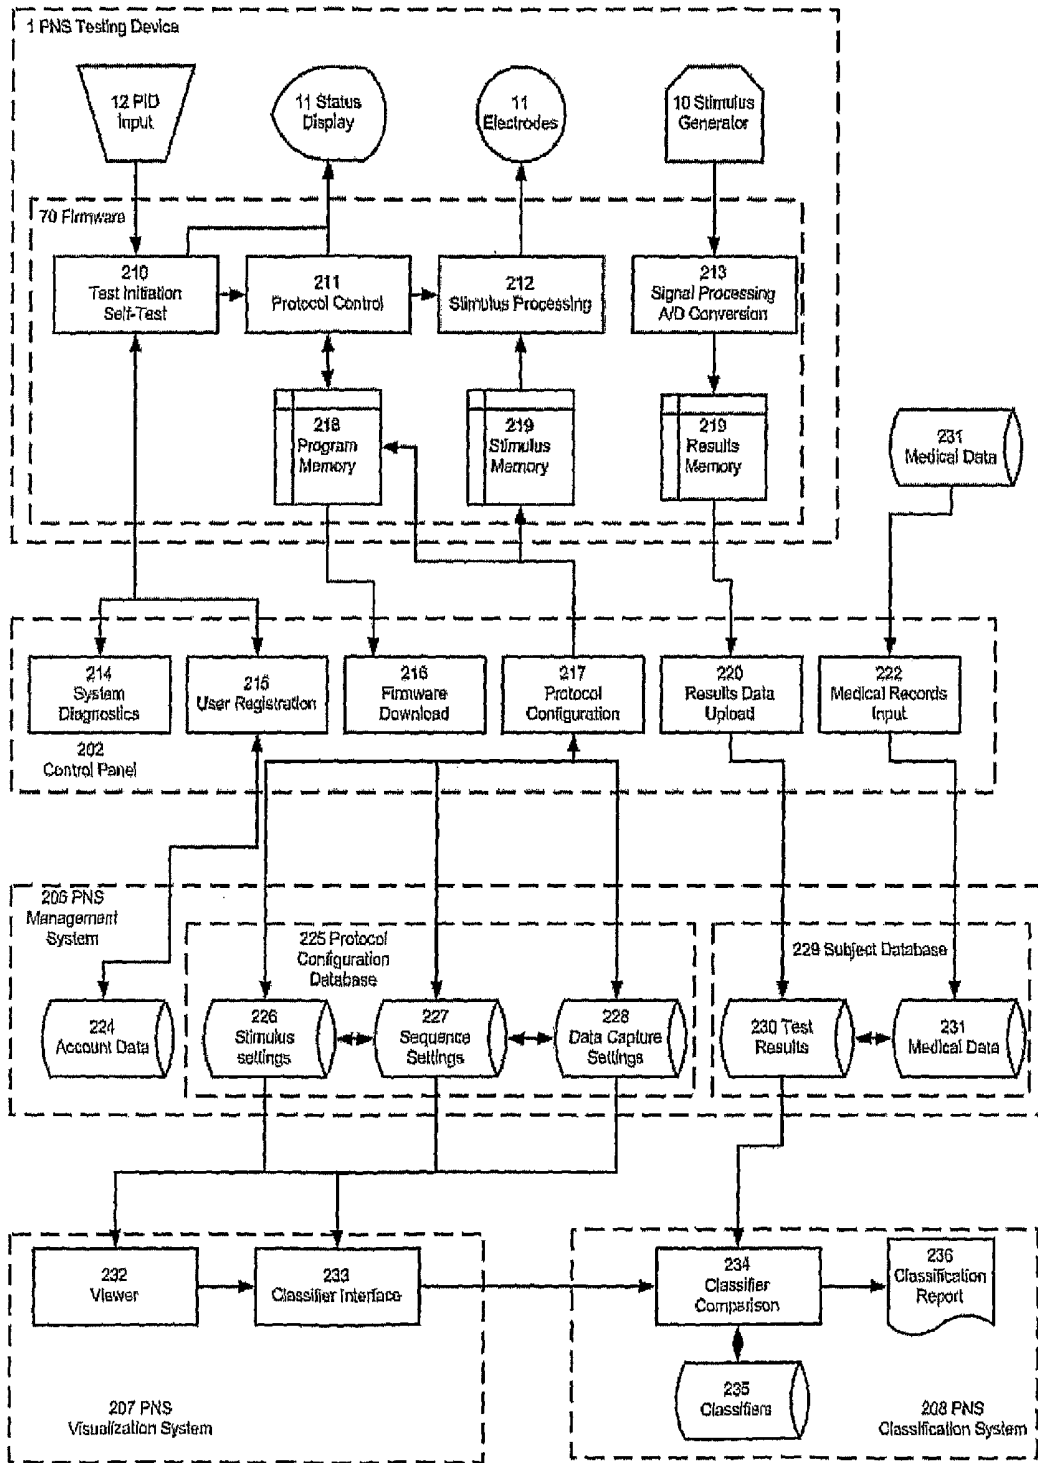 1 PNS Testing Device
12 PID
Input
11 Status
Display
11
Electrodes
10 Stimulus
Generator
70 Firmware
210
Test Initiation
Self-Test
211
Protocol Control
212
Stimulus Processing
213
Signal Processing
A/D Conversion
218
Program
Memory
219
Stimulus
Memory
219
Results
Memory
231
Medical Data
214
System
Diagnostics
215
User Registration
216
Firmware
Download
217
Protocol
Configuration
220
Results Data
Upload
222
Medical Records
Input
202
Control Panel
206 PNS
Management
System
225 Protocol
Configuration
Database
229 Subject Database
224
Account Data
226
Stimulus
settings
227
Sequence
Settings
228
Data Capture
Settings
230 Test
Results
231
Medical Data
232
Viewer
233
Classifier Interface
234
Classifier
Comparison
236
Classification
Report
235
Classifiers
207 PNS
Visualization System
208 PNS
Classification System